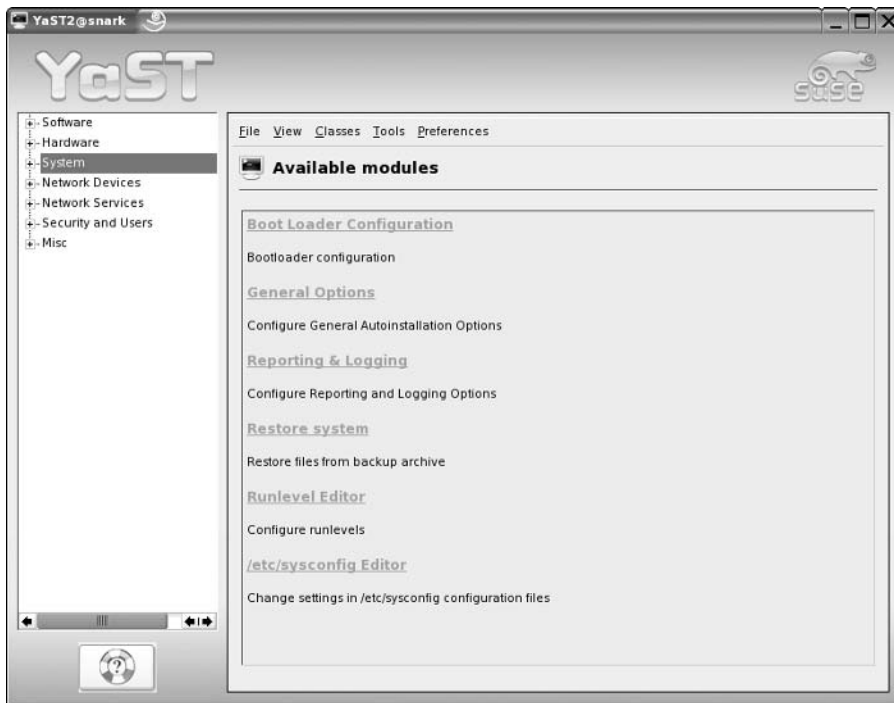 YaST2@snark
YaST
suse
Software
Hardware
System
Network Devices
Network Services
Security and Users
Misc
File View Classes Tools Preferences
Available modules
Boot Loader Configuration
Bootloader configuration
General Options
Configure General Autoinstallation Options
Reporting & Logging
Configure Reporting and Logging Options
Restore system
Restore files from backup archive
Runlevel Editor
Configure runlevels
/etc/sysconfig Editor
Change settings in /etc/sysconfig configuration files
?